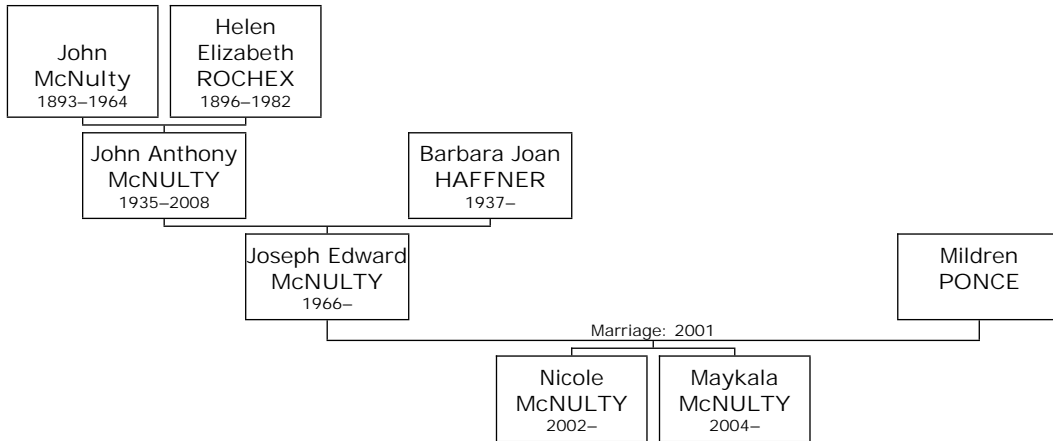 John
McNulty
1893–1964
Helen
Elizabeth
ROCHEX
1896–1982
John Anthony
McNULTY
1935–2008
Barbara Joan
HAFFNER
1937–
Joseph Edward
McNULTY
1966–
Mildren
PONCE
Marriage: 2001
Nicole
McNULTY
2002–
Maykala
McNULTY
2004–